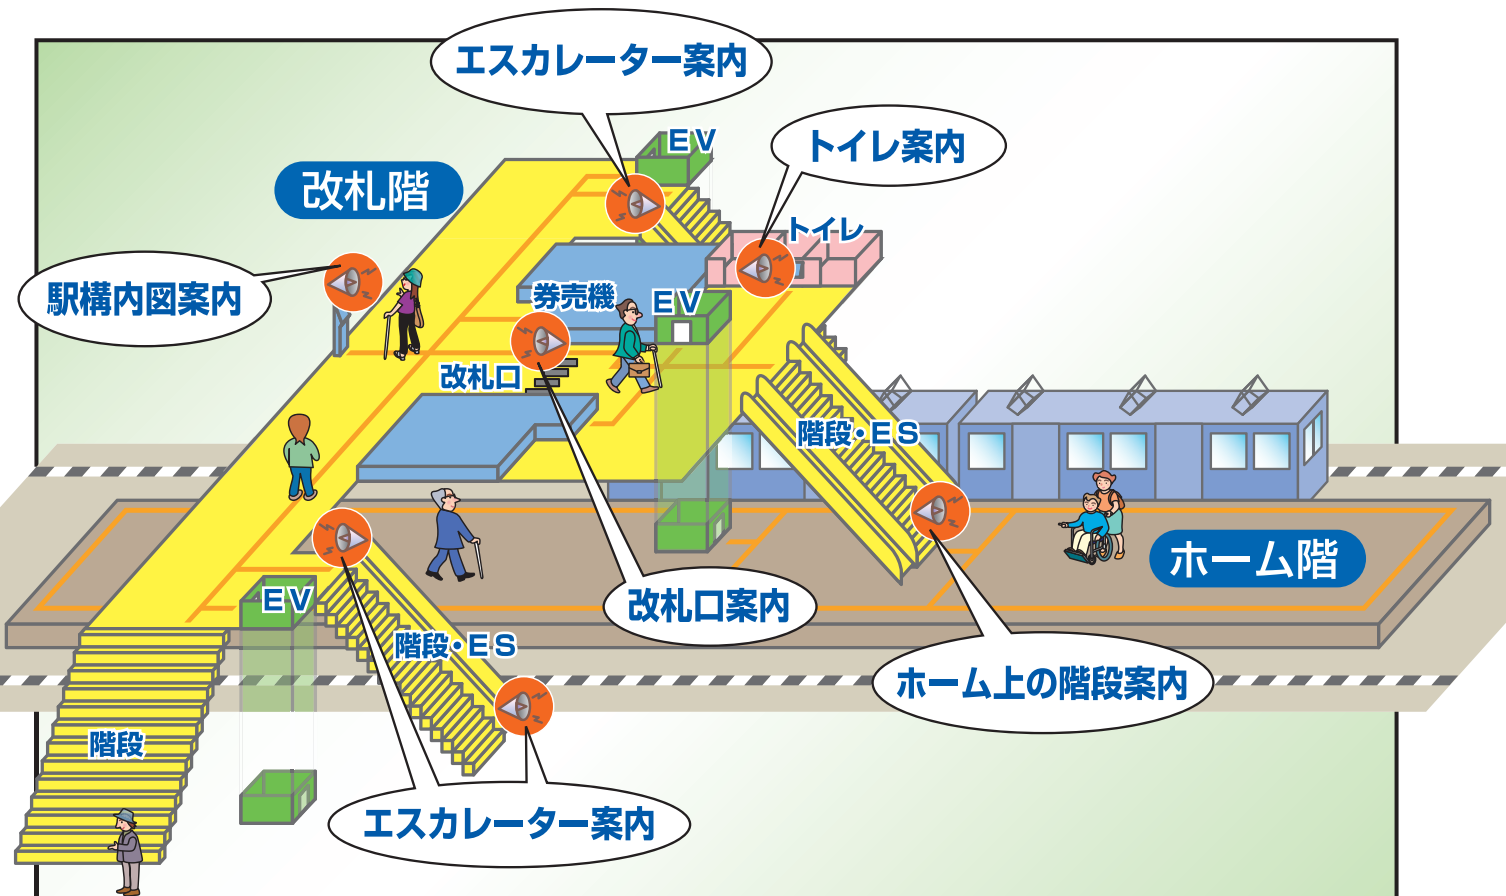 エスカレーター案内
EV
トイレ案内
改札階
トイレ
駅構内図案内
券売機
EV
改札口
階段・ES
ホーム階
EV
改札口案内
階段・ES
ホーム上の階段案内
階段
エスカレーター案内